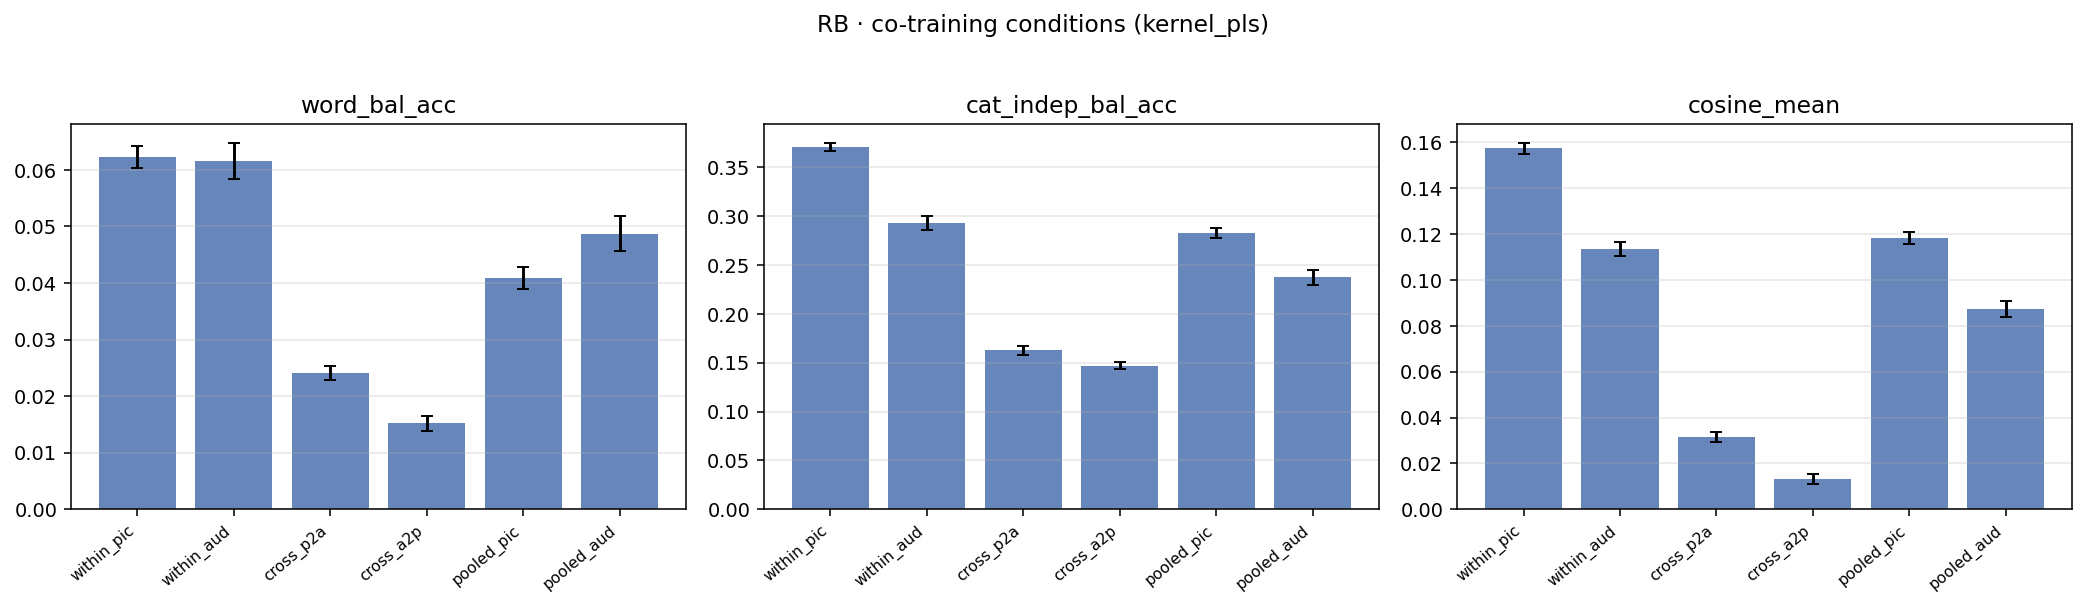 RB · co-training conditions (kernel_pls)
word_bal_acc
0.06
0.05
0.04
0.03
0.02
0.01
0.00
within_pic
within_aud
cross_p2a
cross_a2p
pooled_pic
pooled_aud
cat_indep_bal_acc
0.35
0.30
0.25
0.20
0.15
0.10
0.05
0.00
within_pic
within_aud
cross_p2a
cross_a2p
pooled_pic
pooled_aud
cosine_mean
0.16
0.14
0.12
0.10
0.08
0.06
0.04
0.02
0.00
within_pic
within_aud
cross_p2a
cross_a2p
pooled_pic
pooled_aud